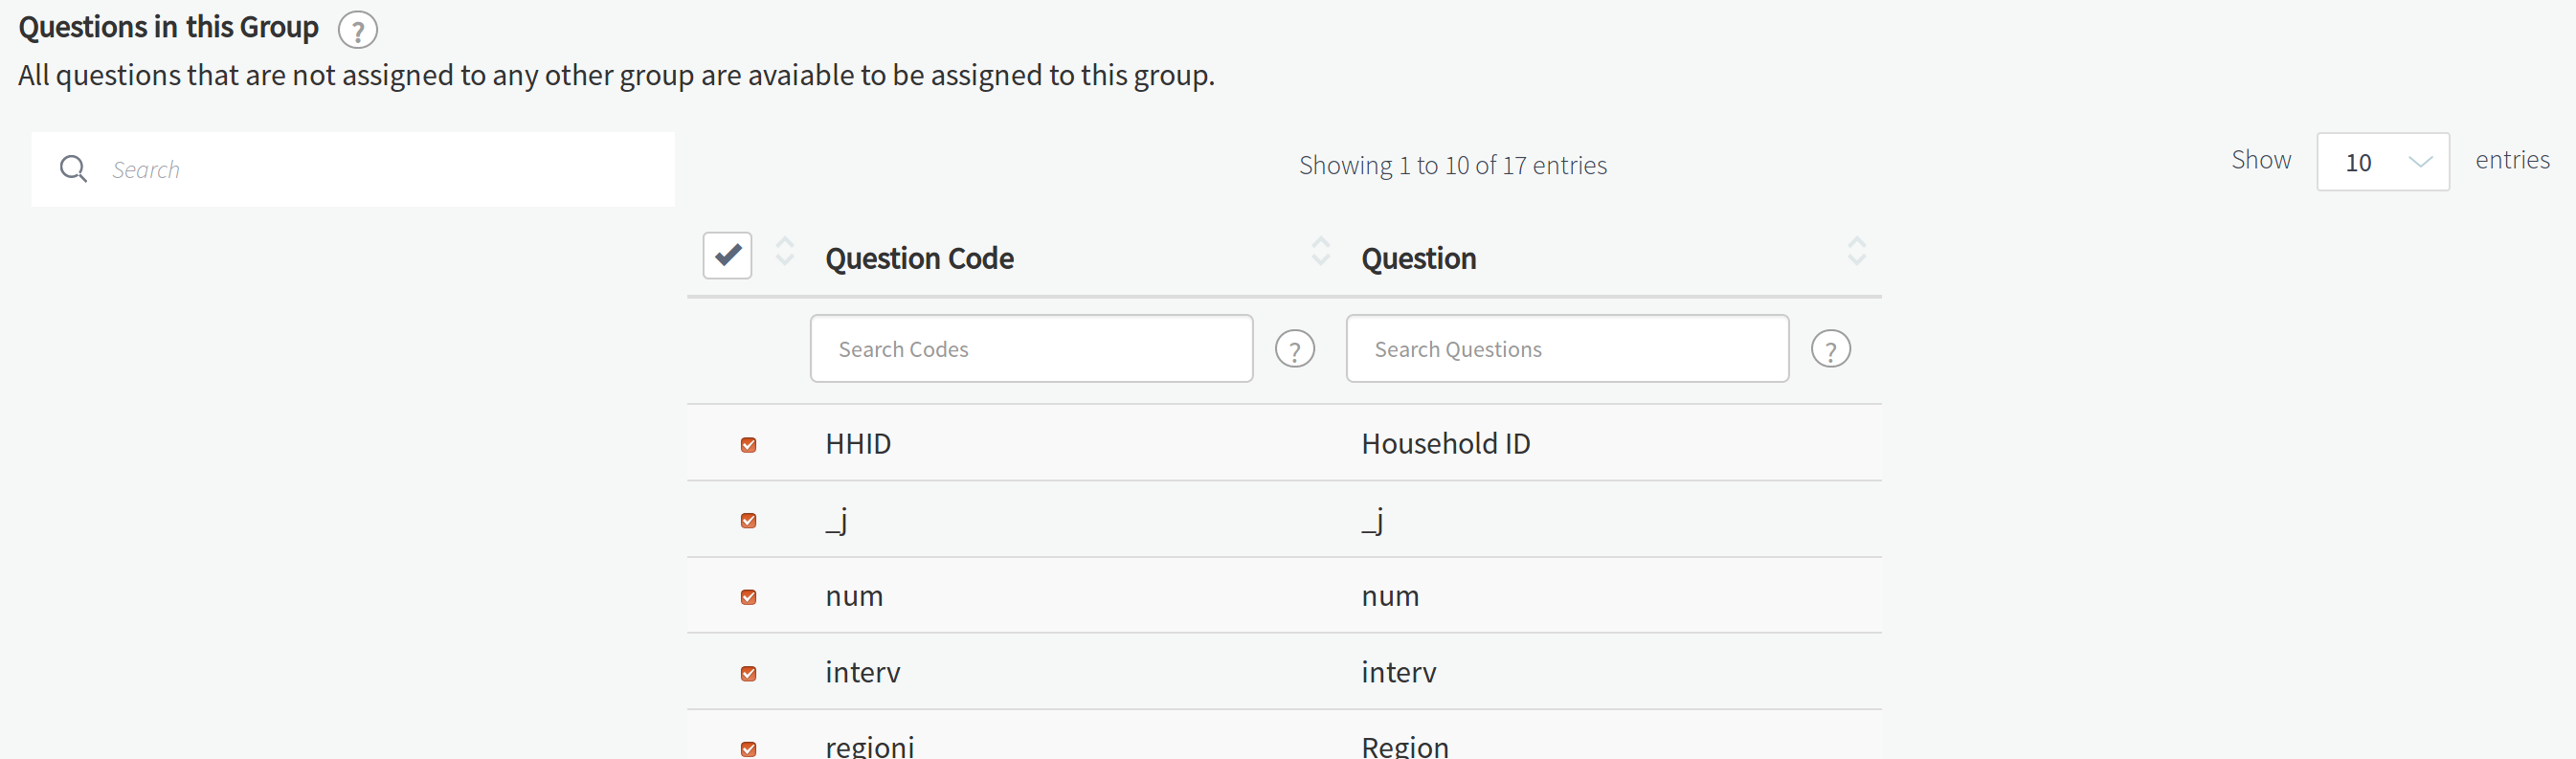 Questions in this Group ?
All questions that are not assigned to any other group are avaiable to be assigned to this group.
Search
Showing 1 to 10 of 17 entries
Show 10 entries
Question Code Question
Search Codes ? Search Questions ?
HHID Household ID
_j _j
num num
interv interv
regioni Region